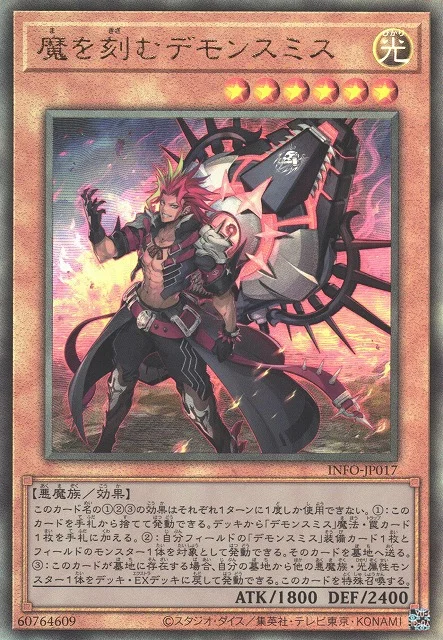 魔を刻むデモンスミス
光
INFO-JP017
【悪魔族／効果】
このカード名の①②③の効果はそれぞれ1ターンに1度しか使用できない。①：この
カードを手札から捨てて発動できる。デッキから「デモンスミス」魔法・罠カード
1枚を手札に加える。②：自分フィールドの「デモンスミス」装備カード1枚と
フィールドのモンスター1体を対象として発動できる。そのカードを墓地へ送る。
③：このカードが墓地に存在する場合、自分の墓地から他の悪魔族・光属性モン
スター1体をデッキ・EXデッキに戻して発動できる。このカードを特殊召喚する。
ATK/1800 DEF/2400
60764609
©スタジオ・ダイス/集英社・テレビ東京・KONAMI